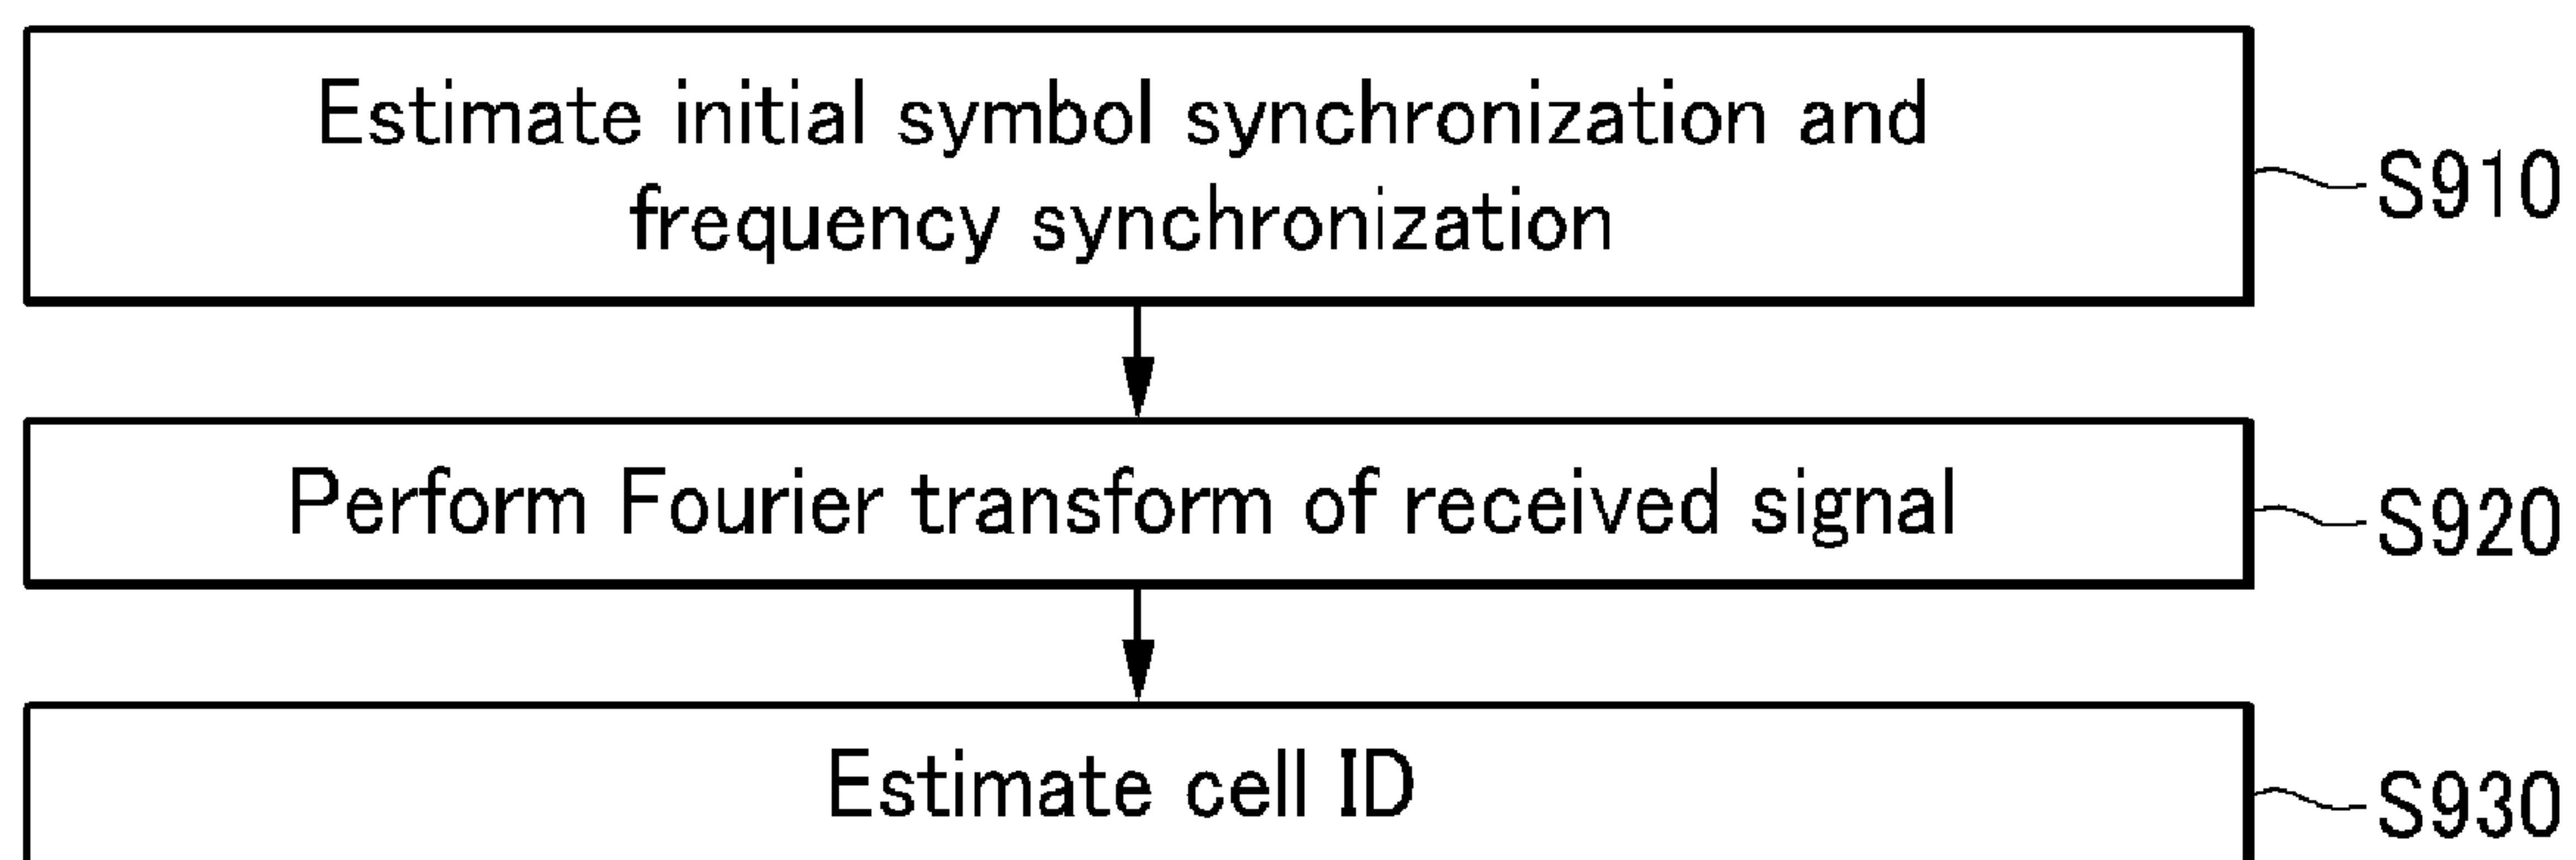 Estimate initial symbol synchronization and
frequency synchronization
S910
Perform Fourier transform of received signal
S920
Estimate cell ID
S930